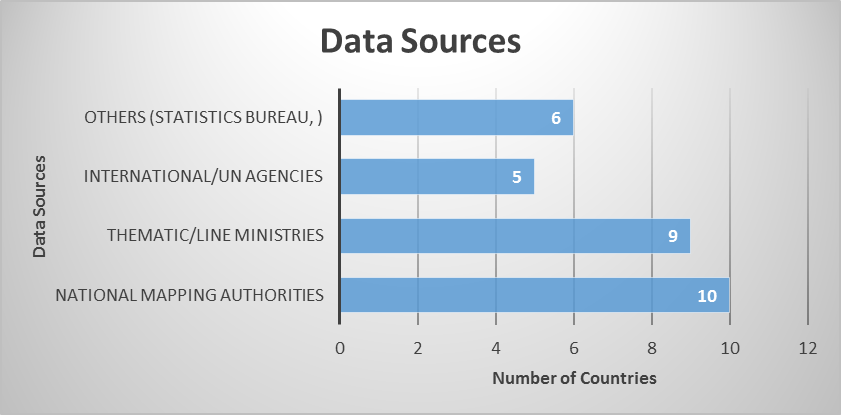 Data Sources
Data Sources
OTHERS (STATISTICS BUREAU, )
6
INTERNATIONAL/UN AGENCIES
5
THEMATIC/LINE MINISTRIES
9
NATIONAL MAPPING AUTHORITIES
10
0 2 4 6 8 10 12
Number of Countries